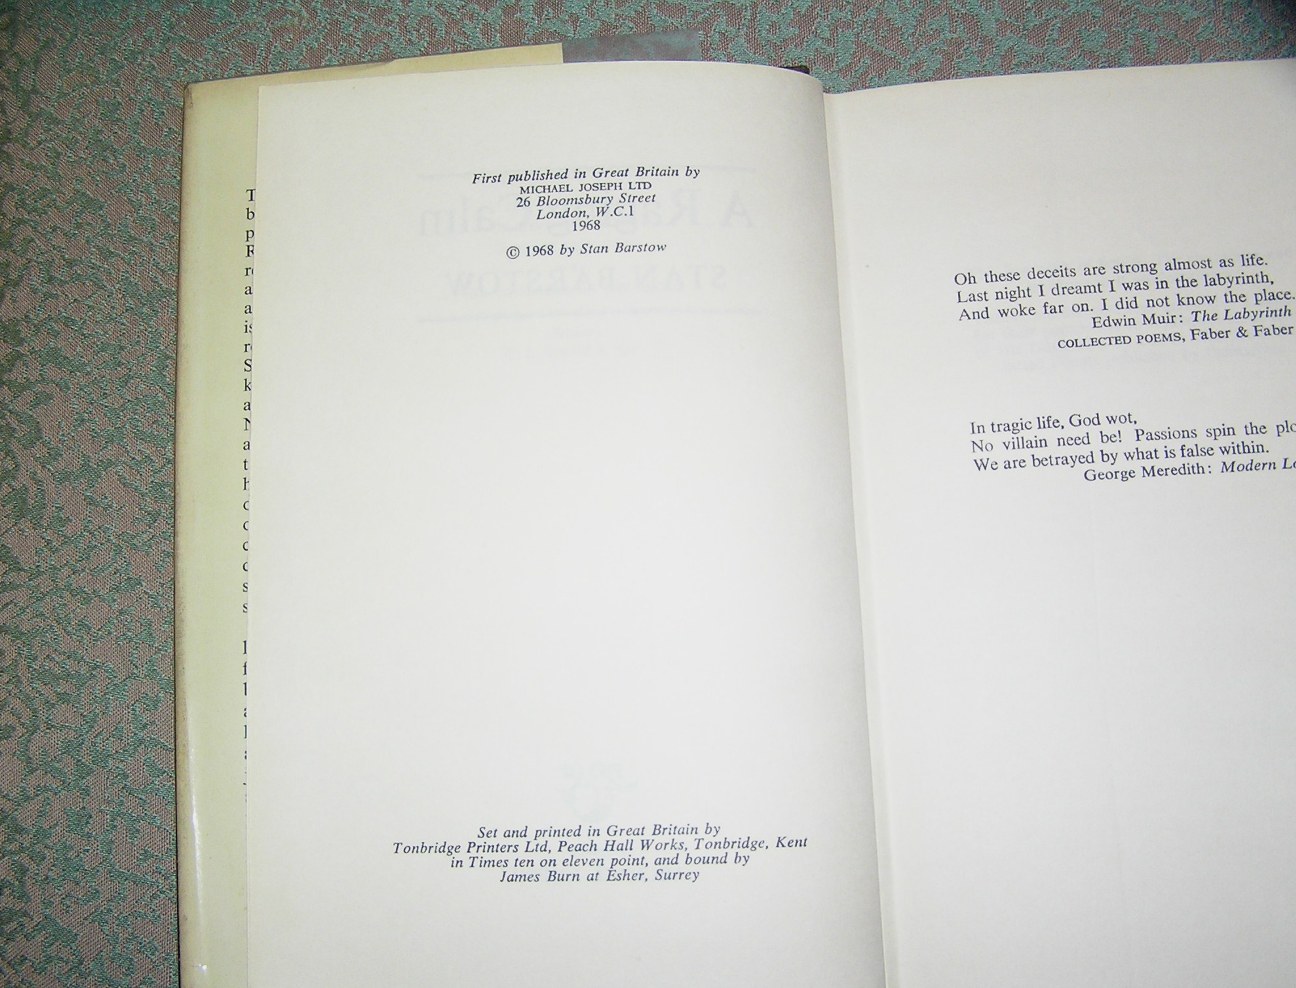 First published in Great Britain by
MICHAEL JOSEPH LTD
26 Bloomsbury Street
London, W.C.1
1968
© 1968 by Stan Barstow
Set and printed in Great Britain by
Tonbridge Printers Ltd, Peach Hall Works, Tonbridge, Kent
in Times ten on eleven point, and bound by
James Burn at Esher, Surrey
Oh these deceits are strong almost as life.
Last night I dreamt I was in the labyrinth,
And woke far on. I did not know the place.
Edwin Muir: The Labyrinth
COLLECTED POEMS, Faber & Faber
In tragic life, God wot,
No villain need be! Passions spin the
We are betrayed by what is false within.
George Meredith: Modern